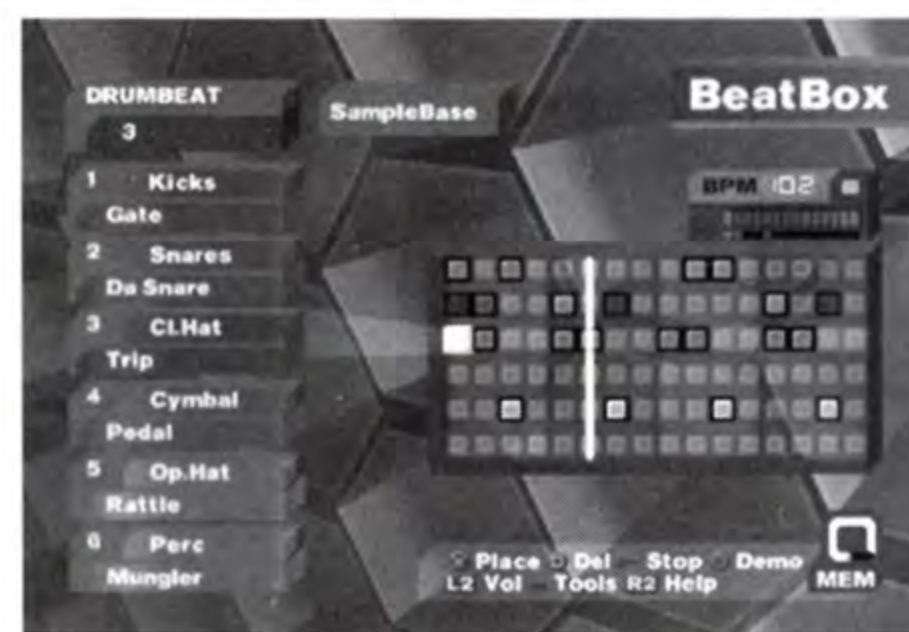 DRUMBEAT
3
SampleBase
BeatBox
BPM 102
1 Kicks
Gate
2 Snares
Da Snare
3 Cl.Hat
Trip
4 Cymbal
Pedal
5 Op.Hat
Rattle
6 Perc
Mungler
Place Del Stop Demo
L2 Vol Tools R2 Help
MEM